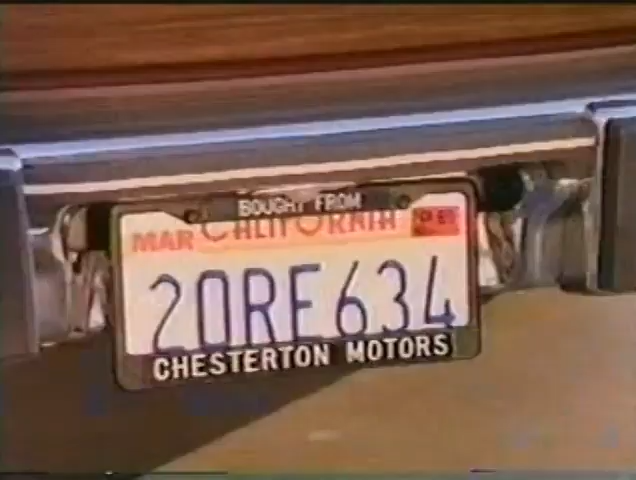 BOUGHT FROM
MAR CALIFORNIA
2ORE634
CHESTERTON MOTORS